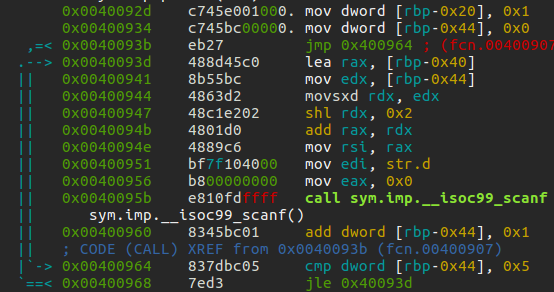 0x0040092d c745e001000. mov dword [rbp-0x20], 0x1
0x00400934 c745bc00000. mov dword [rbp-0x44], 0x0
,=< 0x0040093b eb27 jmp 0x400964 ; (fcn.00400907)
.--> 0x0040093d 488d45c0 lea rax, [rbp-0x40]
|| 0x00400941 8b55bc mov edx, [rbp-0x44]
|| 0x00400944 4863d2 movsxd rdx, edx
|| 0x00400947 48c1e202 shl rdx, 0x2
|| 0x0040094b 4801d0 add rax, rdx
|| 0x0040094e 4889c6 mov rsi, rax
|| 0x00400951 bf7f104000 mov edi, str.d
|| 0x00400956 b800000000 mov eax, 0x0
|| 0x0040095b e810fdffff call sym.imp.__isoc99_scanf
|| sym.imp.__isoc99_scanf()
|| 0x00400960 8345bc01 add dword [rbp-0x44], 0x1
|| ; CODE (CALL) XREF from 0x0040093b (fcn.00400907)
|`-> 0x00400964 837dbc05 cmp dword [rbp-0x44], 0x5
`==< 0x00400968 7ed3 jle 0x40093d